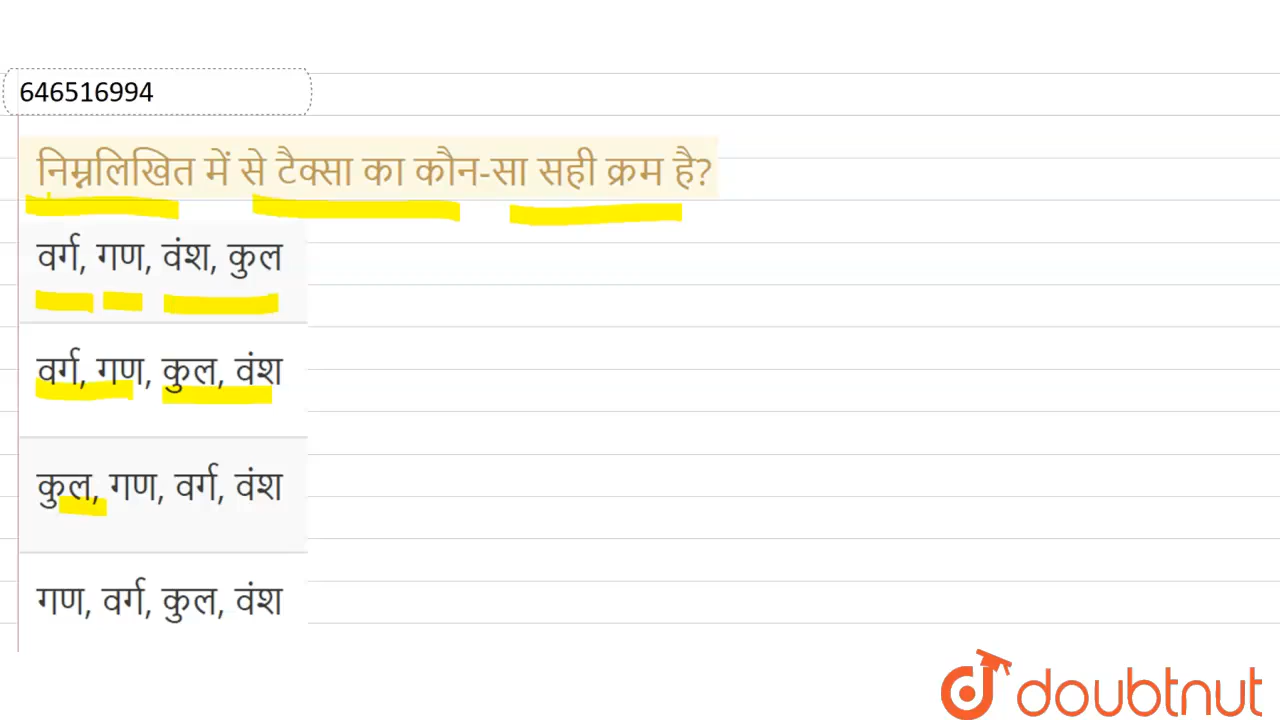 646516994
निम्नलिखित में से टैक्सा का कौन-सा सही क्रम है?
वर्ग, गण, वंश, कुल
वर्ग, गण, कुल, वंश
कुल, गण, वर्ग, वंश
गण, वर्ग, कुल, वंश
doubtnut